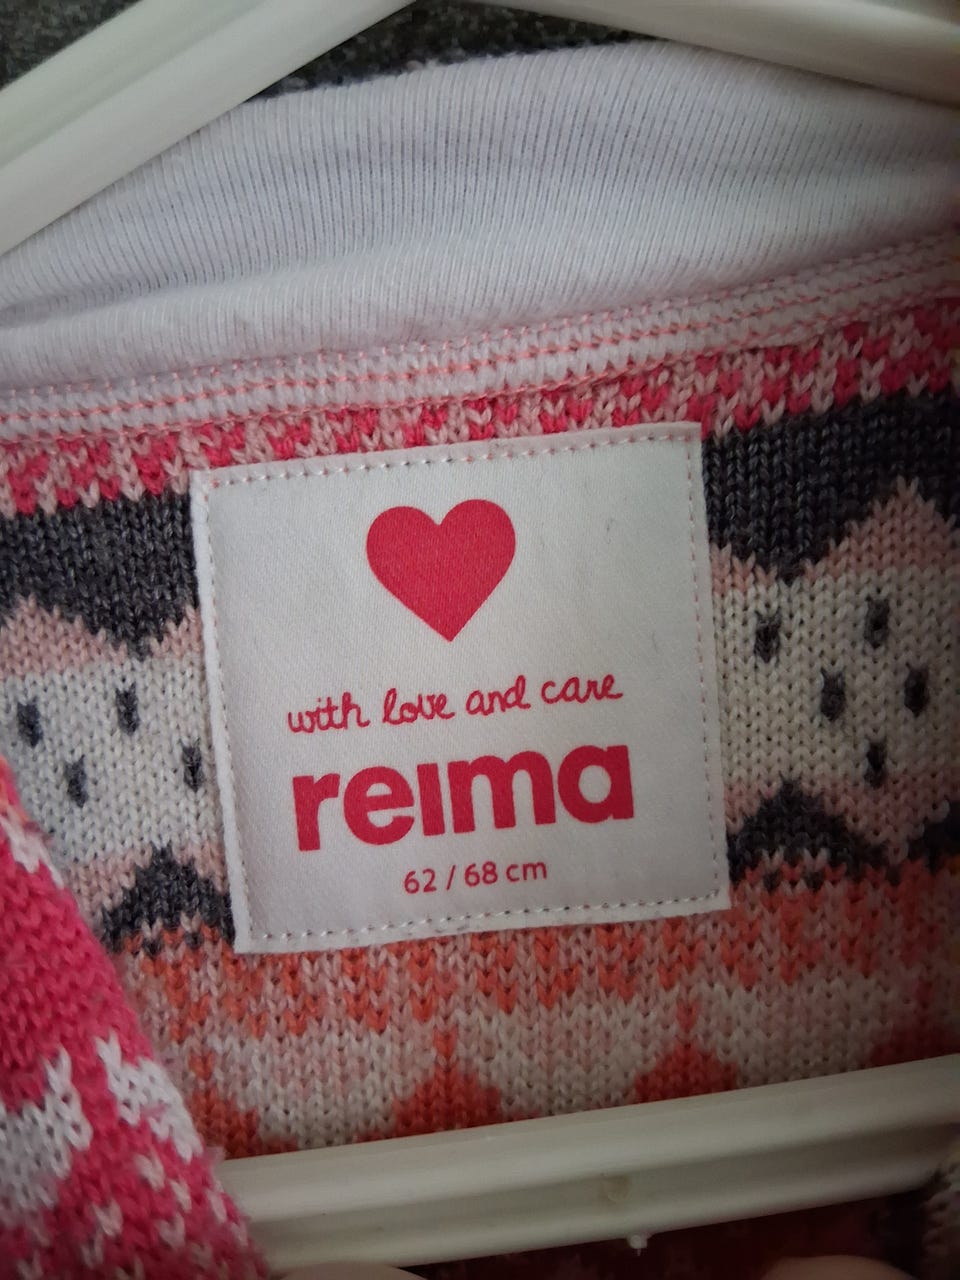 with love and care
reima
62 / 68 cm